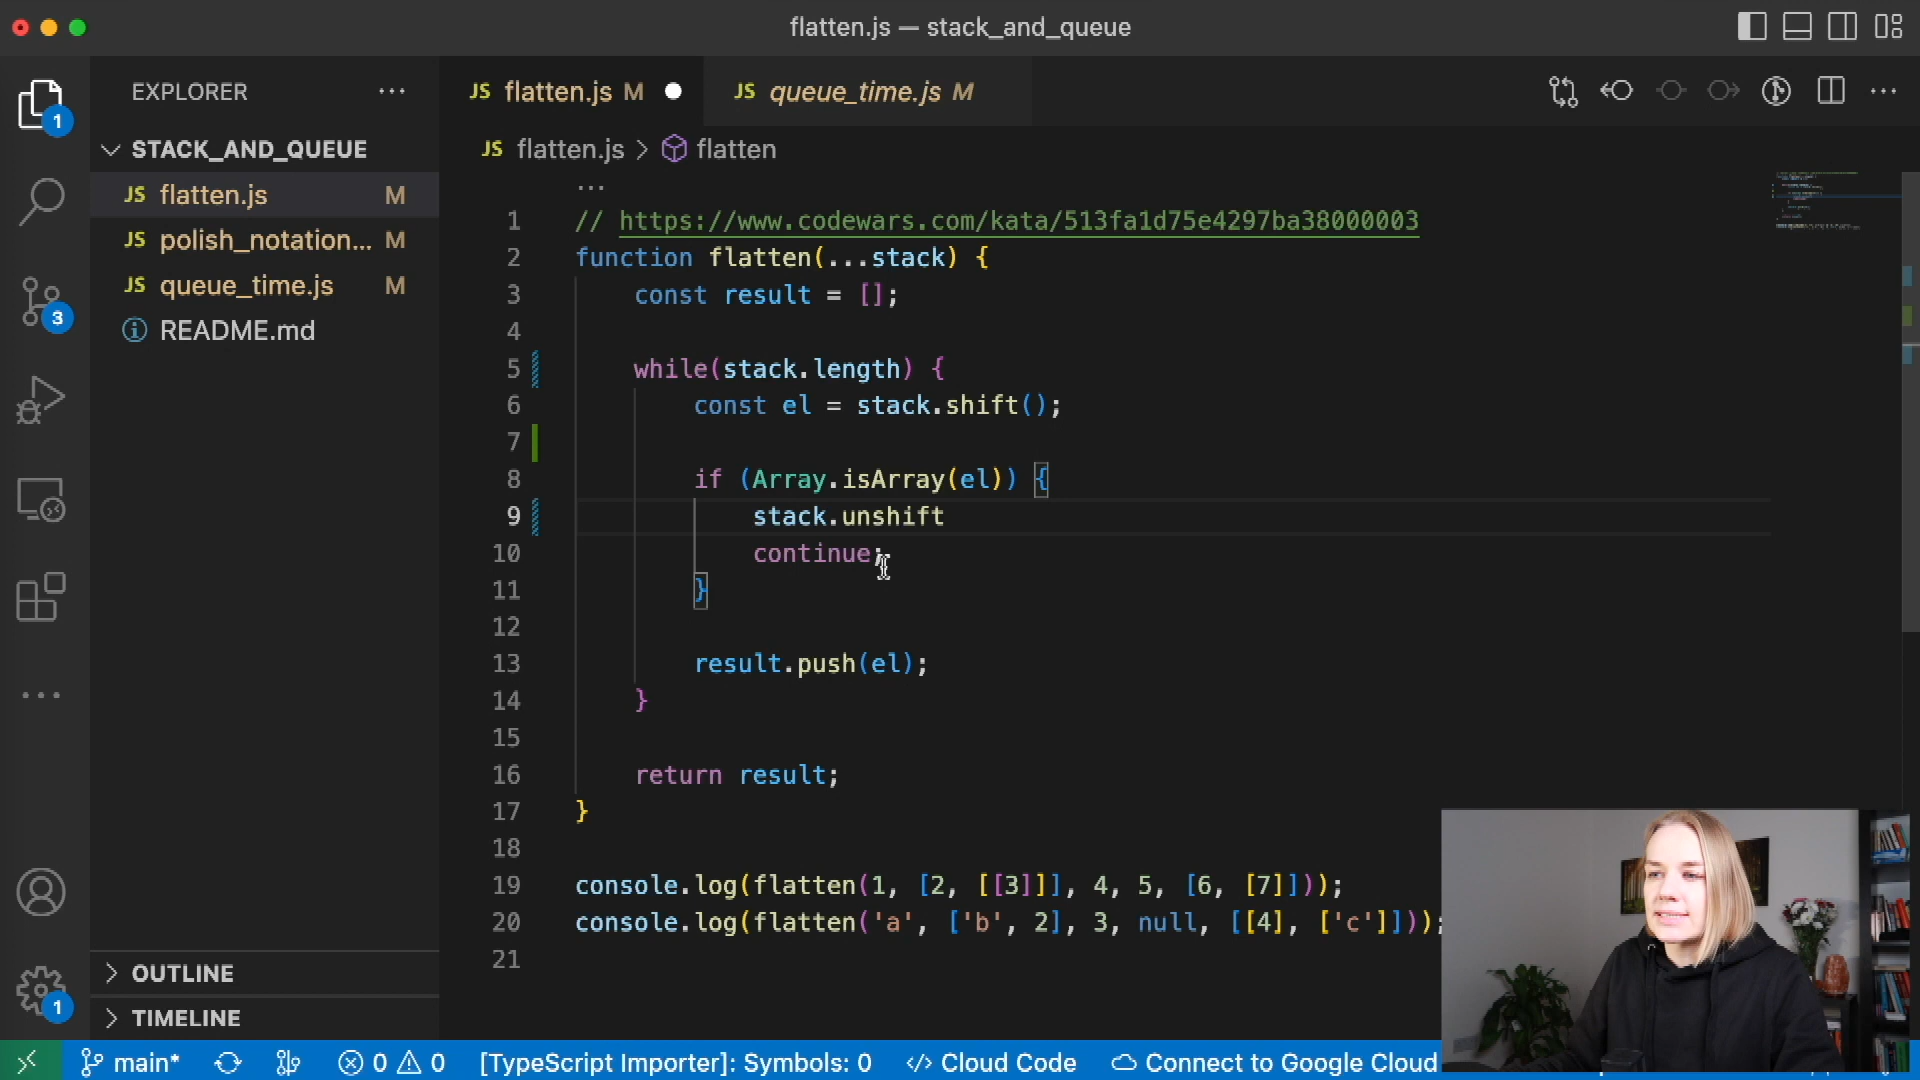 flatten.js — stack_and_queue
EXPLORER ...
JS flatten.js M
JS queue_time.js M
STACK_AND_QUEUE
JS flatten.js M
JS polish_notation... M
JS queue_time.js M
README.md
JS flatten.js > flatten
...
1 // https://www.codewars.com/kata/513fa1d75e4297ba38000003
2 function flatten(...stack) {
3 const result = [];
4
5 while(stack.length) {
6 const el = stack.shift();
7
8 if (Array.isArray(el)) {
9 stack.unshift
10 continue;
11 }
12
13 result.push(el);
14 }
15
16 return result;
17 }
18
19 console.log(flatten(1, [2, [[3]]], 4, 5, [6, [7]]));
20 console.log(flatten('a', ['b', 2], 3, null, [[4], ['c']]));
21
1
3
1
OUTLINE
TIMELINE
main* 0 0 [TypeScript Importer]: Symbols: 0 </> Cloud Code Connect to Google Cloud